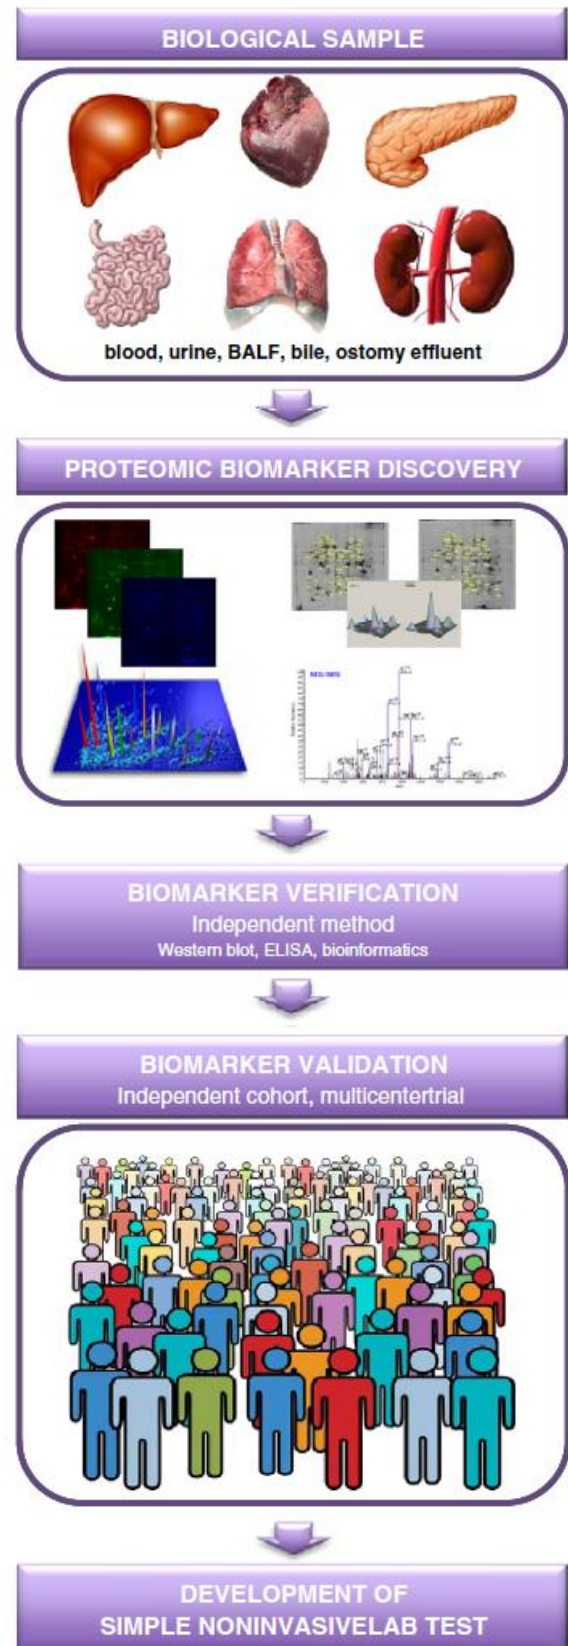 BIOLOGICAL SAMPLE
blood, urine, BALF, bile, ostomy effluent
PROTEOMIC BIOMARKER DISCOVERY
BIOMARKER VERIFICATION
Independent method
Western blot, ELISA, bioinformatics
BIOMARKER VALIDATION
Independent cohort, multicentertrial
DEVELOPMENT OF
SIMPLE NONINVASIVELAB TEST